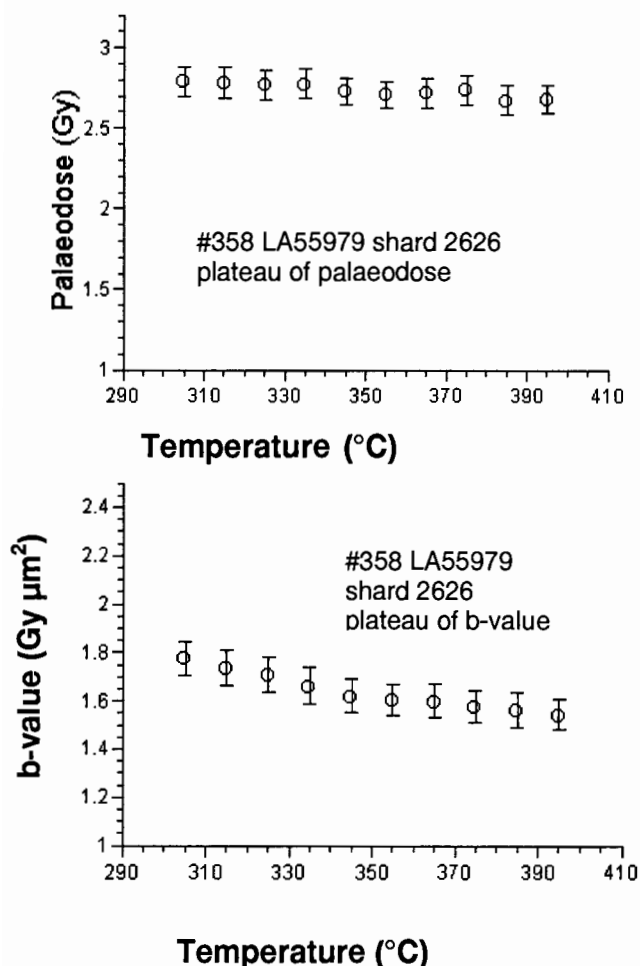 Palaeodose (Gy)
3
2.5
2
1.5
1
#358 LA55979 shard 2626
plateau of palaeodose
290 310 330 350 370 390 410
Temperature (°C)
b-value (Gy µm²)
2.4
2.2
2
1.8
1.6
1.4
1.2
1
#358 LA55979
shard 2626
plateau of b-value
290 310 330 350 370 390 410
Temperature (°C)